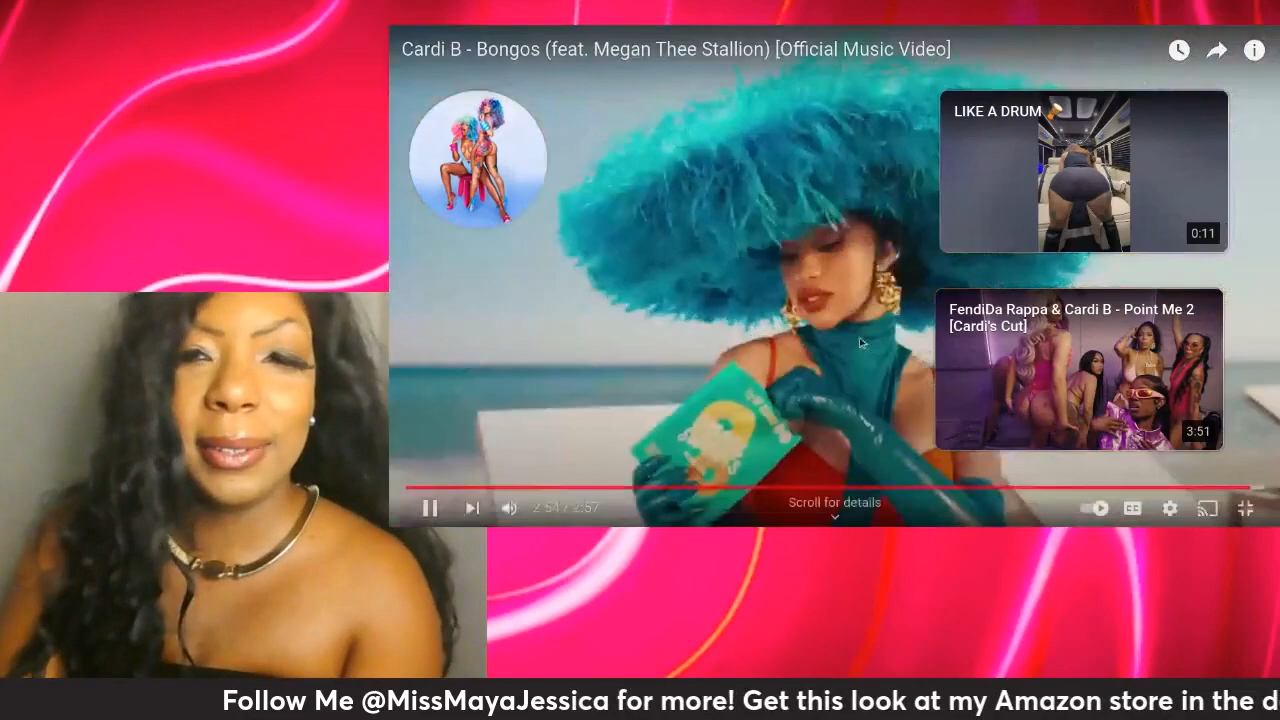 Cardi B - Bongos (feat. Megan Thee Stallion) [Official Music Video]
LIKE A DRUM
0:11
FendiDa Rappa & Cardi B - Point Me 2
[Cardi's Cut]
3:51
Scroll for details
2:54 / 2:57
CC
Follow Me @MissMayaJessica for more! Get this look at my Amazon store in the d